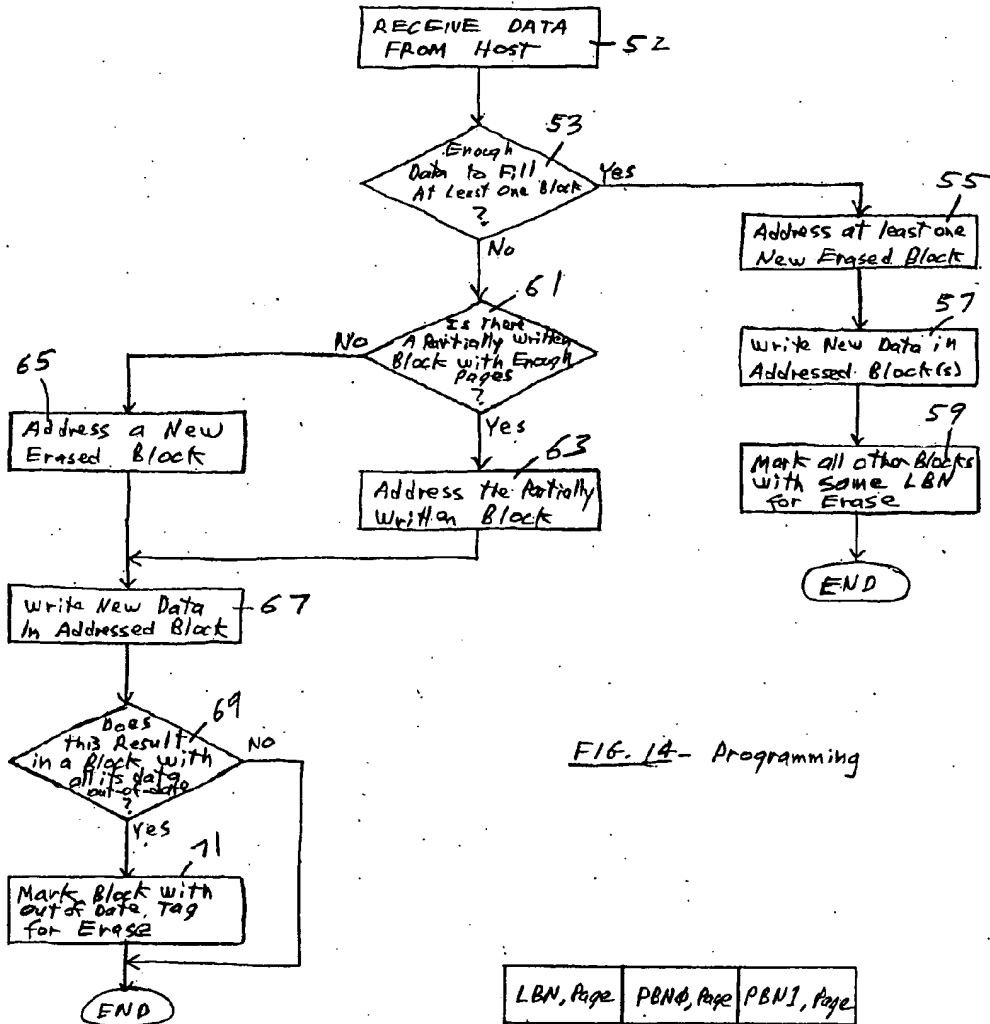 RECEIVE DATA
FROM HOST
52
53
Enough
Data to Fill
At Least One Block
?
Yes
No
55
Address at least one
New Erased Block
57
Write New Data in
Addressed Block(s)
59
Mark all other Blocks
with same LBN
for Erase
END
61
Is There
A Partially Written
Block with Enough
Pages
?
No
Yes
65
Address a New
Erased Block
63
Address the Partially
Written Block
Write New Data
In Addressed Block
67
69
Does
this Result
in a Block with
all its data
out-of-date
?
NO
Yes
71
Mark Block with
out of Date, Tag
for Erase
END
FIG. 14 - Programming
LBN, Page PBNØ, Page PBN1, Page